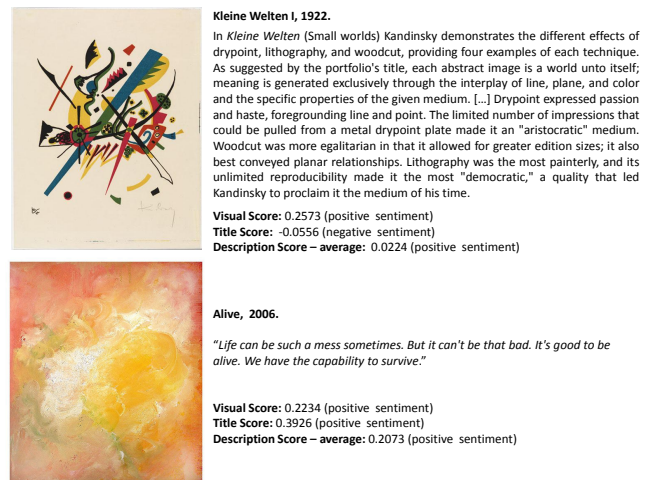 Kleine Welten I, 1922.
In Kleine Welten (Small worlds) Kandinsky demonstrates the different effects of
drypoint, lithography, and woodcut, providing four examples of each technique.
As suggested by the portfolio's title, each abstract image is a world unto itself;
meaning is generated exclusively through the interplay of line, plane, and color
and the specific properties of the given medium. […] Drypoint expressed passion
and haste, foregrounding line and point. The limited number of impressions that
could be pulled from a metal drypoint plate made it an "aristocratic" medium.
Woodcut was more egalitarian in that it allowed for greater edition sizes; it also
best conveyed planar relationships. Lithography was the most painterly, and its
unlimited reproducibility made it the most "democratic," a quality that led
Kandinsky to proclaim it the medium of his time.
Visual Score: 0.2573 (positive sentiment)
Title Score: -0.0556 (negative sentiment)
Description Score – average: 0.0224 (positive sentiment)
Alive, 2006.
“Life can be such a mess sometimes. But it can't be that bad. It's good to be
alive. We have the capability to survive.”
Visual Score: 0.2234 (positive sentiment)
Title Score: 0.3926 (positive sentiment)
Description Score – average: 0.2073 (positive sentiment)